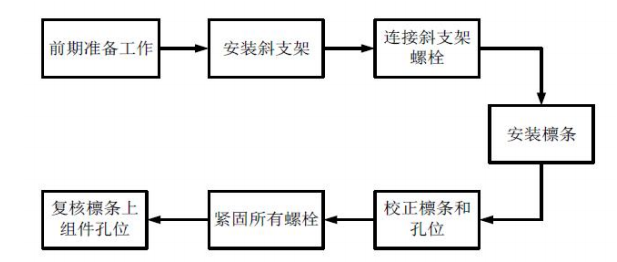 前期准备工作
安装斜支架
连接斜支架
螺栓
安装檩条
校正檩条和
孔位
紧固所有螺栓
复核檩条上
组件孔位